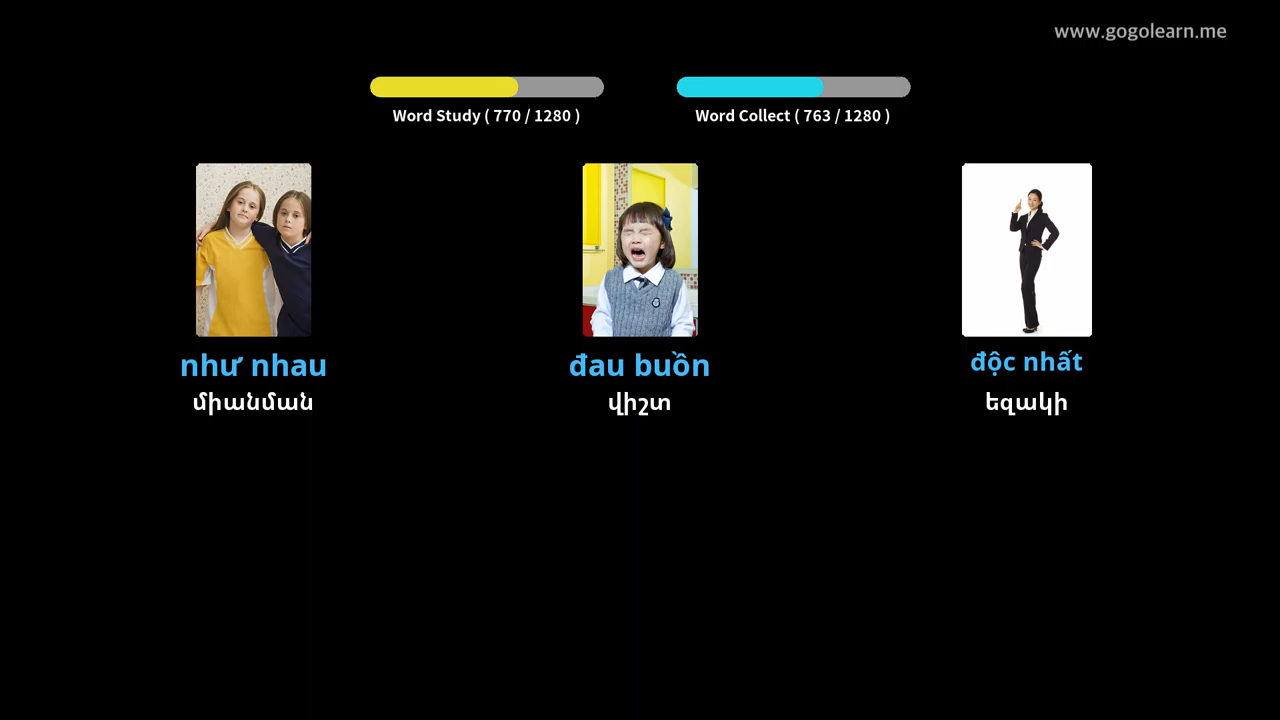 www.gogolearn.me
Word Study ( 770 / 1280 )
Word Collect ( 763 / 1280 )
như nhau
đau buồn
độc nhất
միանման
վիշտ
եզակի